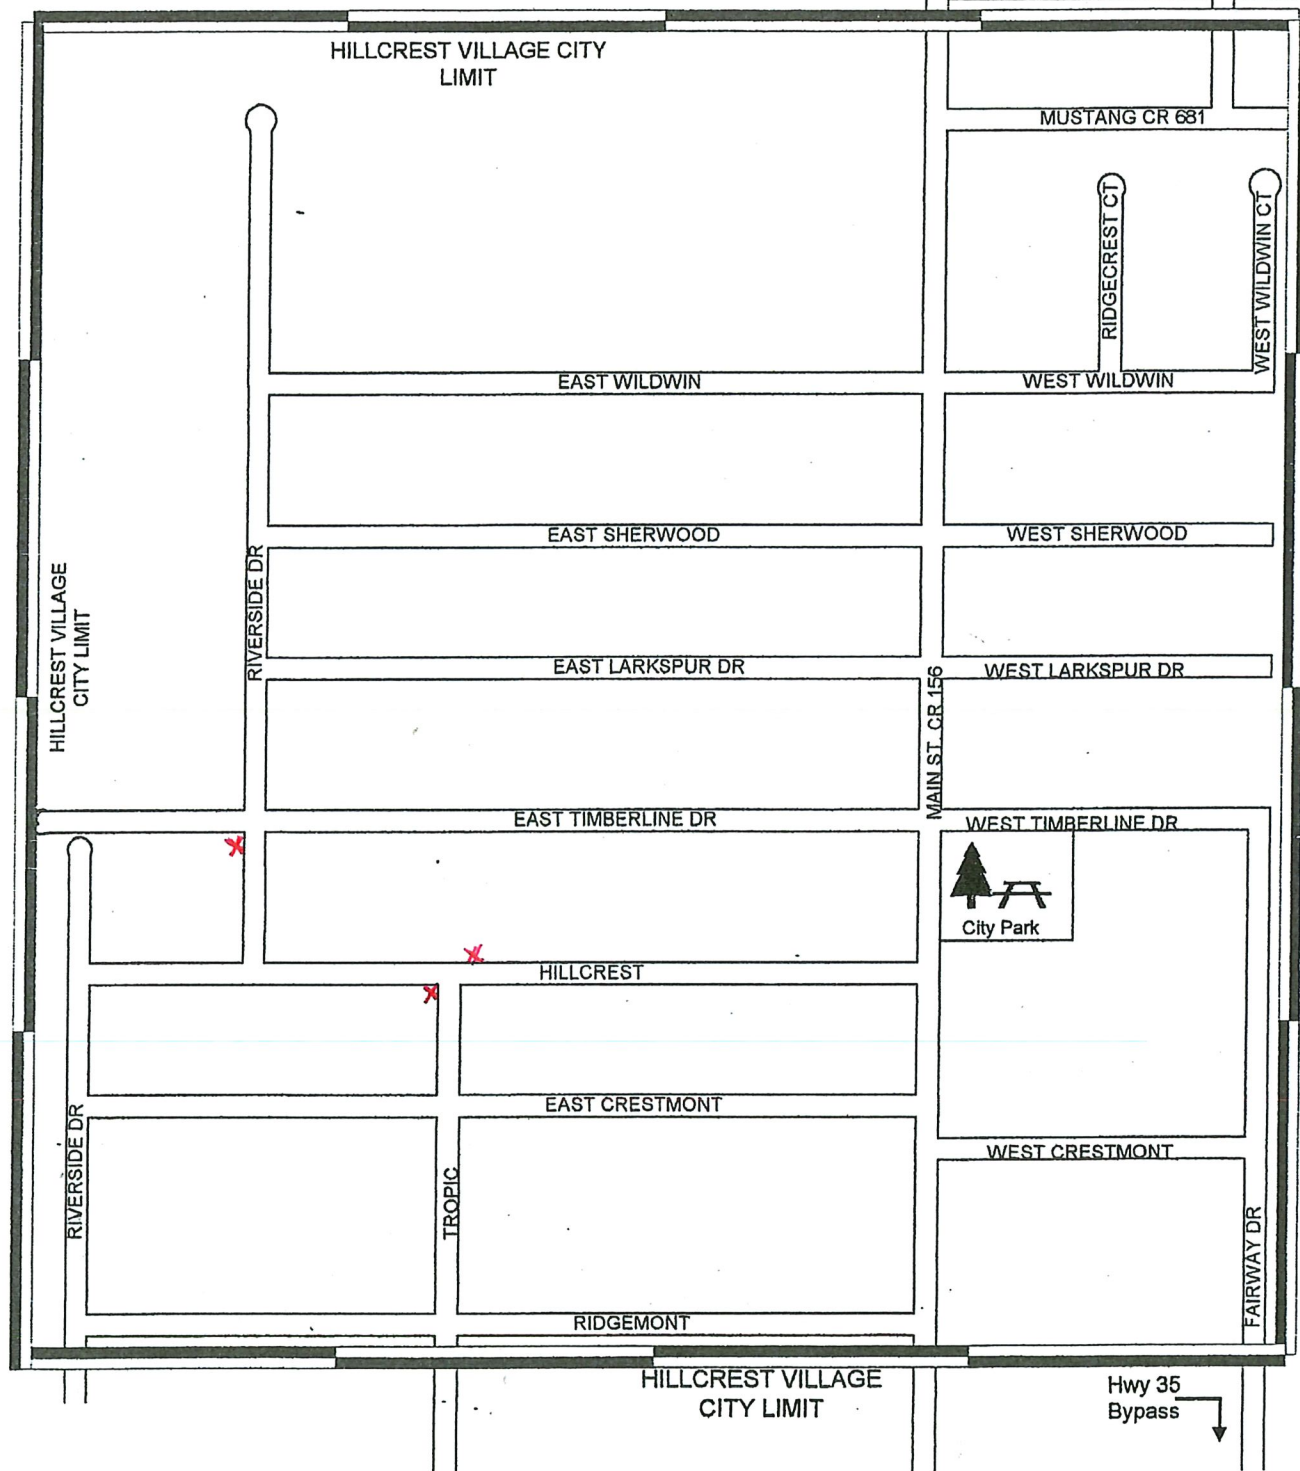 HILLCREST VILLAGE CITY
LIMIT
MUSTANG CR 681
RIDGECREST CT
WEST WILDWIN CT
EAST WILDWIN
WEST WILDWIN
EAST SHERWOOD
WEST SHERWOOD
HILLCREST VILLAGE
CITY LIMIT
RIVERSIDE DR
EAST LARKSPUR DR
WEST LARKSPUR DR
MAIN ST. CR 156
EAST TIMBERLINE DR
WEST TIMBERLINE DR
City Park
HILLCREST
EAST CRESTMONT
WEST CRESTMONT
RIVERSIDE DR
TROPIC
FAIRWAY DR
RIDGEMONT
HILLCREST VILLAGE
CITY LIMIT
Hwy 35
Bypass